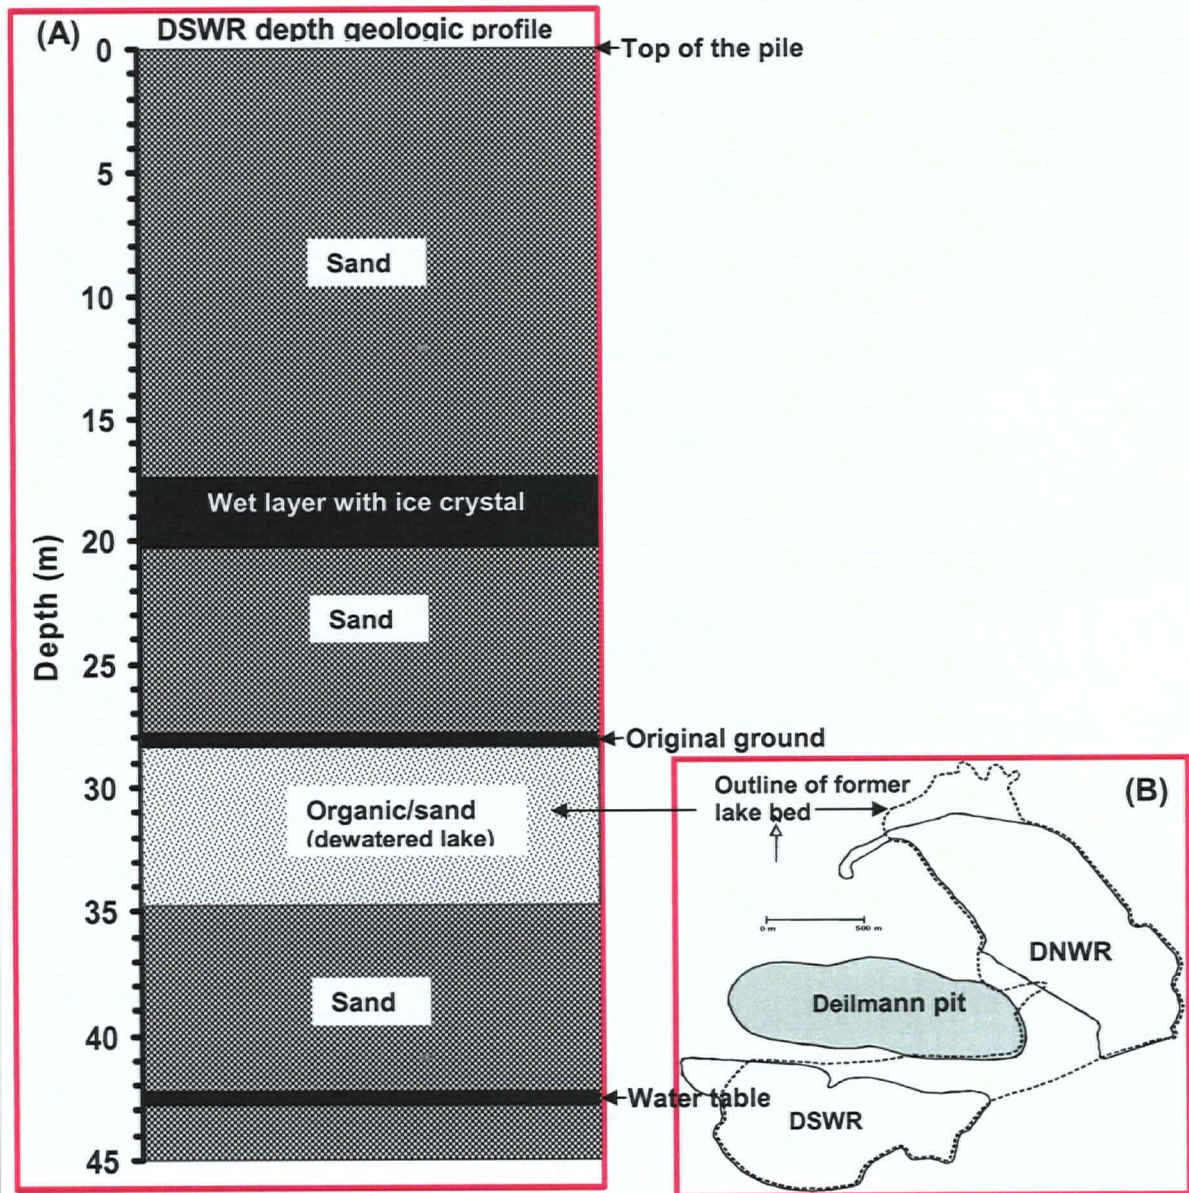 (A)
DSWR depth geologic profile
Top of the pile
Depth (m)
0
5
10
15
20
25
30
35
40
45
Sand
Wet layer with ice crystal
Sand
Original ground
Organic/sand
(dewatered lake)
Sand
Water table
(B)
Outline of former
lake bed
0 m 500 m
DNWR
Deilmann pit
DSWR